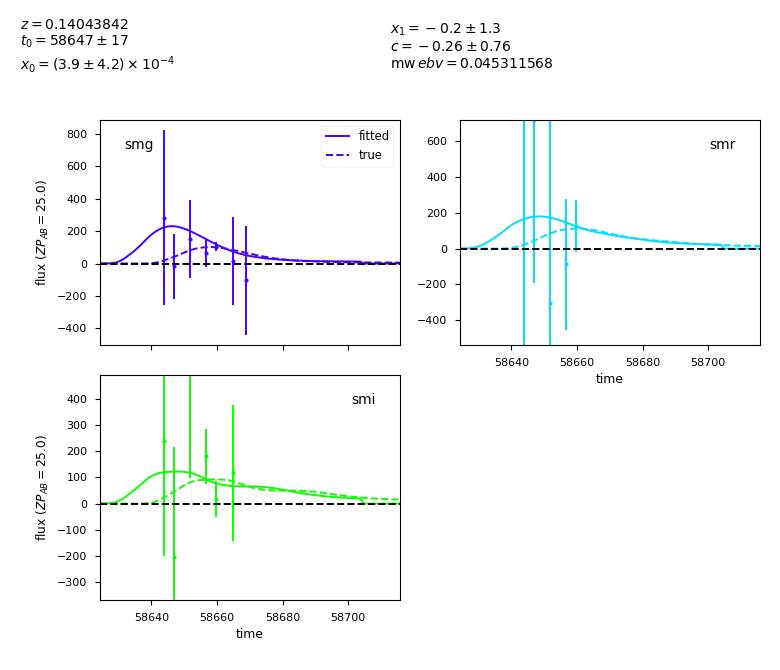 z = 0.14043842
t₀ = 58647 ± 17
x₀ = (3.9 ± 4.2) × 10⁻⁴
x₁ = −0.2 ± 1.3
c = −0.26 ± 0.76
mw ebv = 0.045311568
smg
fitted
true
800
600
400
200
0
−200
−400
flux (ZP_AB = 25.0)
smr
600
400
200
0
−200
−400
58640 58660 58680 58700
time
smi
400
300
200
100
0
−100
−200
−300
flux (ZP_AB = 25.0)
58640 58660 58680 58700
time